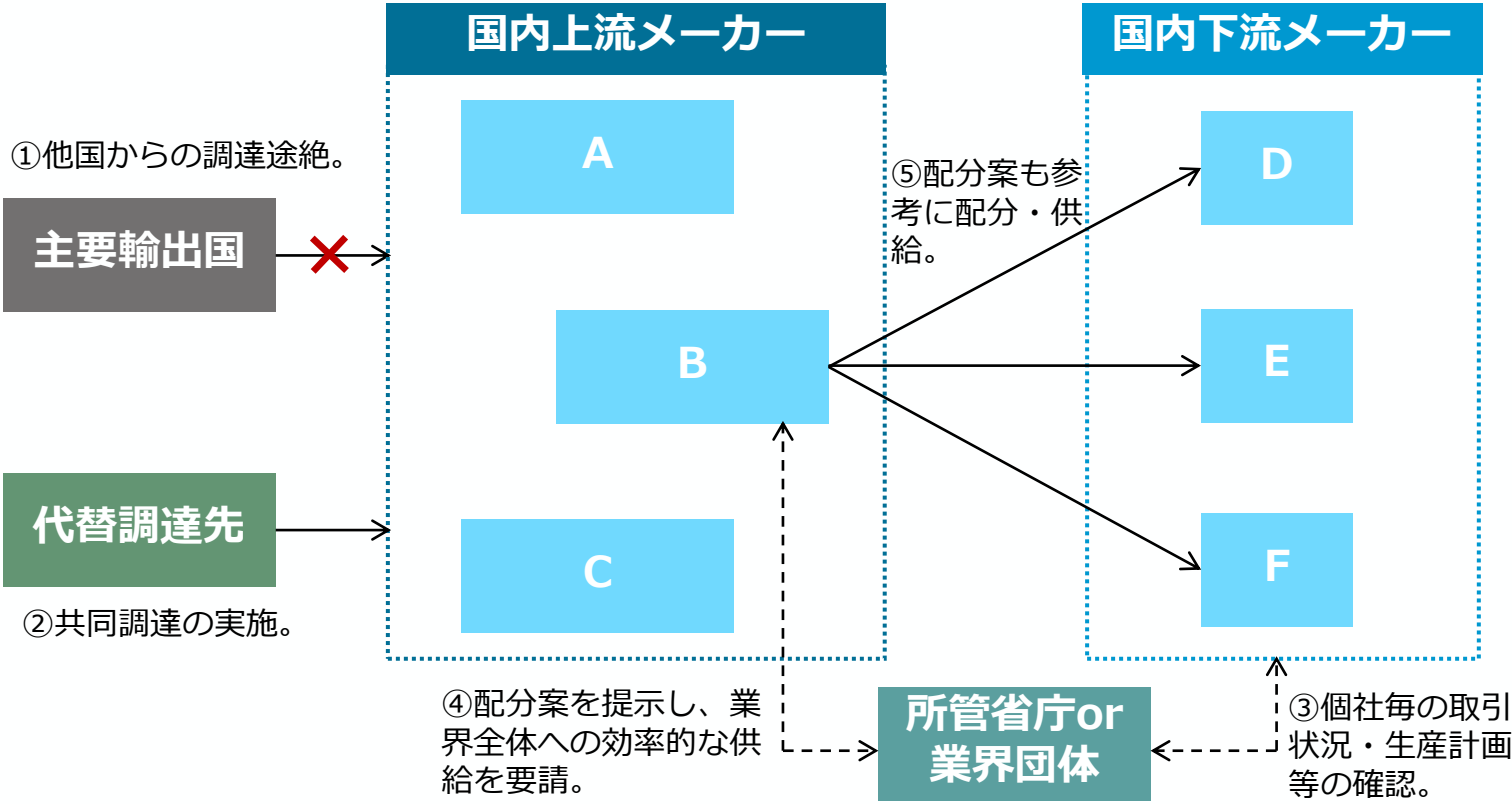 国内上流メーカー
国内下流メーカー
①他国からの調達途絶。
主要輸出国
A
B
C
⑤配分案も参
考に配分・供
給。
D
E
F
代替調達先
②共同調達の実施。
④配分案を提示し、業
界全体への効率的な供
給を要請。
所管省庁or
業界団体
③個社毎の取引
状況・生産計画
等の確認。